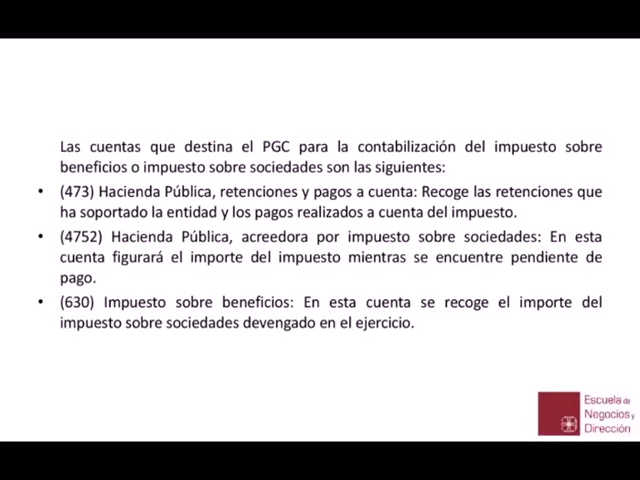 Las cuentas que destina el PGC para la contabilización del impuesto sobre
beneficios o impuesto sobre sociedades son las siguientes:
• (473) Hacienda Pública, retenciones y pagos a cuenta: Recoge las retenciones que
ha soportado la entidad y los pagos realizados a cuenta del impuesto.
• (4752) Hacienda Pública, acreedora por impuesto sobre sociedades: En esta
cuenta figurará el importe del impuesto mientras se encuentre pendiente de
pago.
• (630) Impuesto sobre beneficios: En esta cuenta se recoge el importe del
impuesto sobre sociedades devengado en el ejercicio.
Escuela de
Negocios y
Dirección